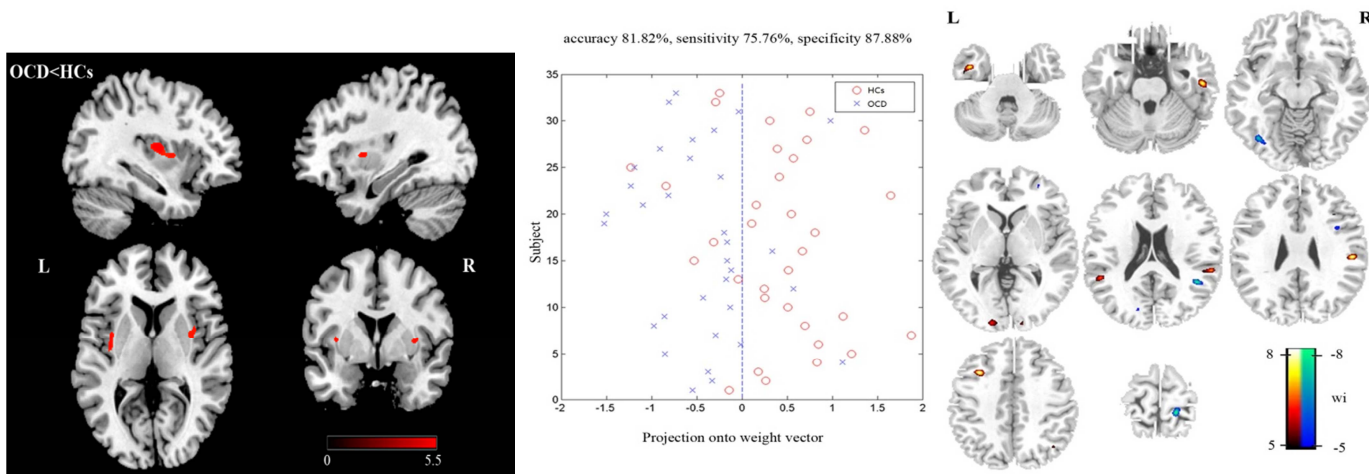 OCD<HCs
L
R
0
5.5
accuracy 81.82%, sensitivity 75.76%, specificity 87.88%
35
30
25
20
15
10
5
0
Subject
HCs
OCD
-2
-1.5
-1
-0.5
0
0.5
1
1.5
2
Projection onto weight vector
L
R
8
-8
wi
5
-5